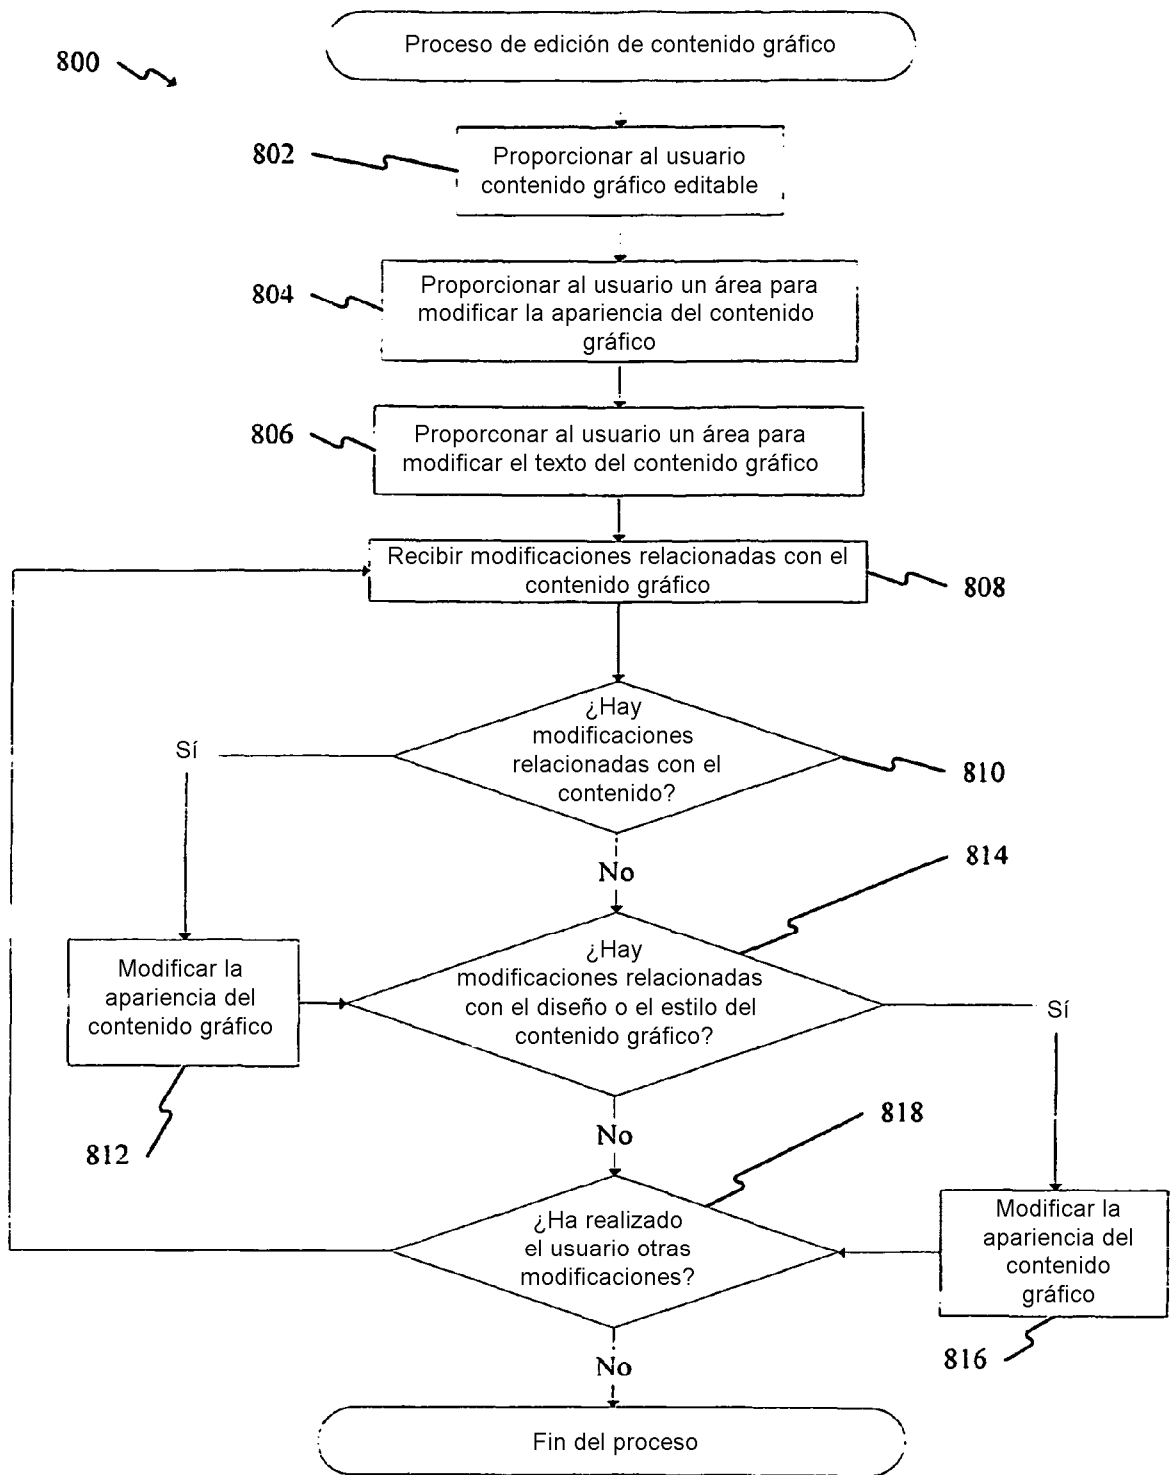 Proceso de edición de contenido gráfico
800
802
Proporcionar al usuario
contenido gráfico editable
804
Proporcionar al usuario un área para
modificar la apariencia del contenido
gráfico
806
Proporconar al usuario un área para
modificar el texto del contenido gráfico
Recibir modificaciones relacionadas con el
contenido gráfico
808
¿Hay
modificaciones
relacionadas con el
contenido?
Sí
810
No
814
Modificar la
apariencia del
contenido gráfico
812
¿Hay
modificaciones relacionadas
con el diseño o el estilo del
contenido gráfico?
Sí
No
818
¿Ha realizado
el usuario otras
modificaciones?
Modificar la
apariencia del
contenido
gráfico
816
No
Fin del proceso